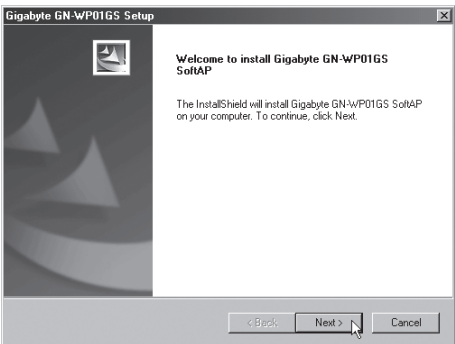 Gigabyte GN-WP01GS Setup
Welcome to install Gigabyte GN-WP01GS
SoftAP
The InstallShield will install Gigabyte GN-WP01GS SoftAP
on your computer. To continue, click Next.
< Back
Next >
Cancel